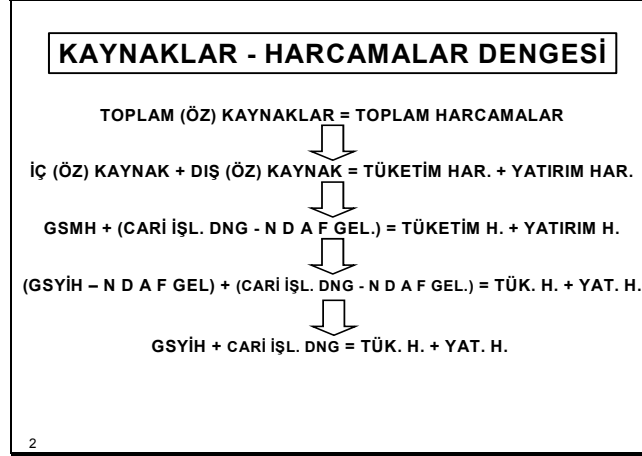 KAYNAKLAR - HARCAMALAR DENGESİ
TOPLAM (ÖZ) KAYNAKLAR = TOPLAM HARCAMALAR
İÇ (ÖZ) KAYNAK + DIŞ (ÖZ) KAYNAK = TÜKETİM HAR. + YATIRIM HAR.
GSMH + (CARİ İŞL. DNG - N D A F GEL.) = TÜKETİM H. + YATIRIM H.
(GSYİH – N D A F GEL) + (CARİ İŞL. DNG - N D A F GEL.) = TÜK. H. + YAT. H.
GSYİH + CARİ İŞL. DNG = TÜK. H. + YAT. H.
2